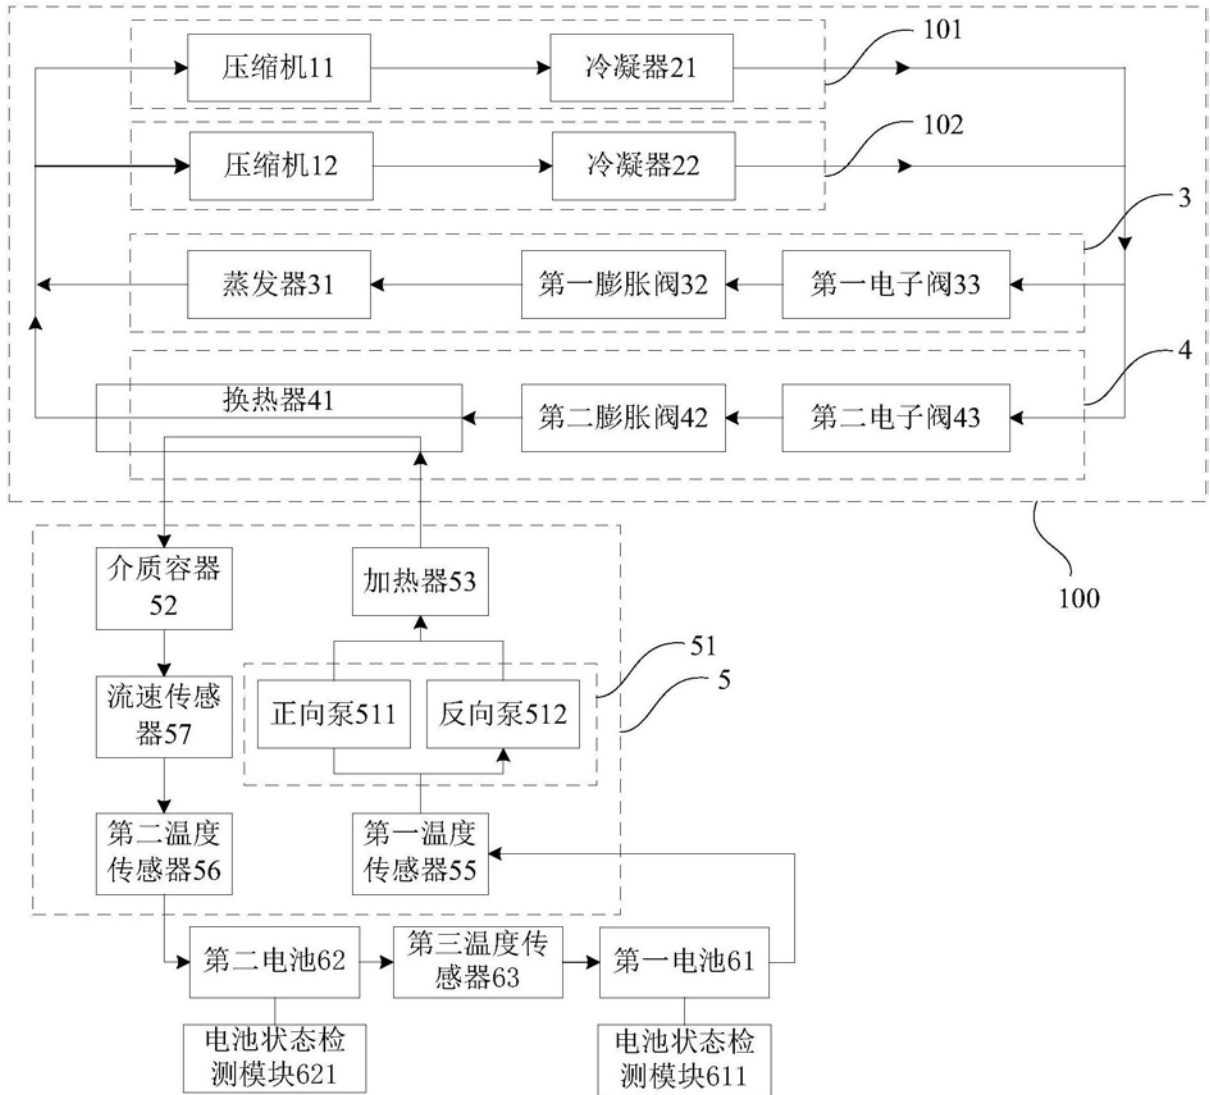 101
压缩机11
冷凝器21
102
压缩机12
冷凝器22
3
蒸发器31
第一膨胀阀32
第一电子阀33
4
换热器41
第二膨胀阀42
第二电子阀43
100
介质容器
52
加热器53
51
5
流速传感
器57
正向泵511
反向泵512
第二温度
传感器56
第一温度
传感器55
第二电池62
第三温度传
感器63
第一电池61
电池状态检
测模块621
电池状态检
测模块611